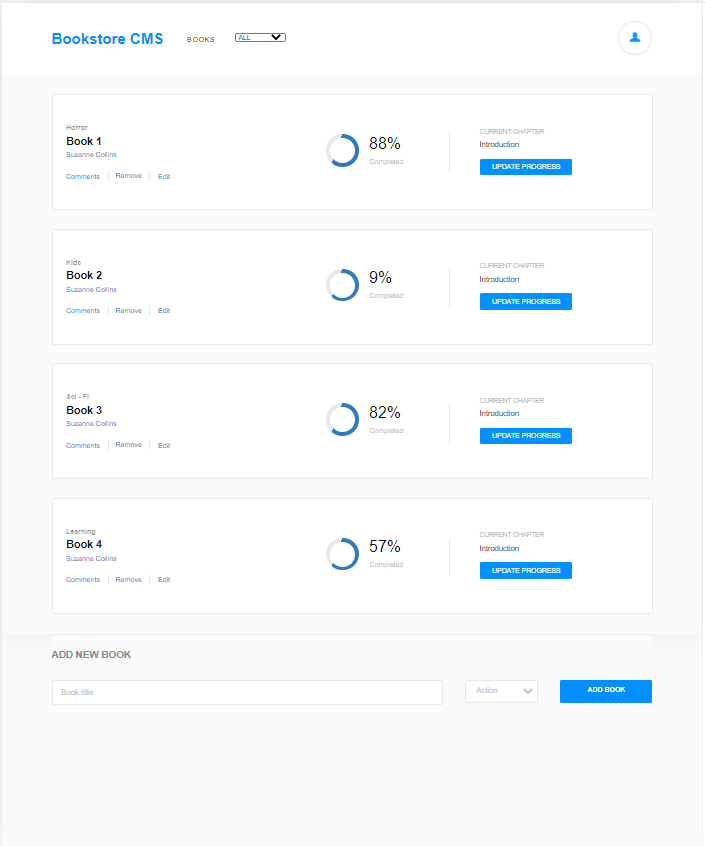 Bookstore CMS BOOKS ALL
Horror
Book 1
Suzanne Collins
Comments Remove Edit
88%
Completed
CURRENT CHAPTER
Introduction
UPDATE PROGRESS
Kids
Book 2
Suzanne Collins
Comments Remove Edit
9%
Completed
CURRENT CHAPTER
Introduction
UPDATE PROGRESS
Sci - Fi
Book 3
Suzanne Collins
Comments Remove Edit
82%
Completed
CURRENT CHAPTER
Introduction
UPDATE PROGRESS
Learning
Book 4
Suzanne Collins
Comments Remove Edit
57%
Completed
CURRENT CHAPTER
Introduction
UPDATE PROGRESS
ADD NEW BOOK
Book title Action ADD BOOK